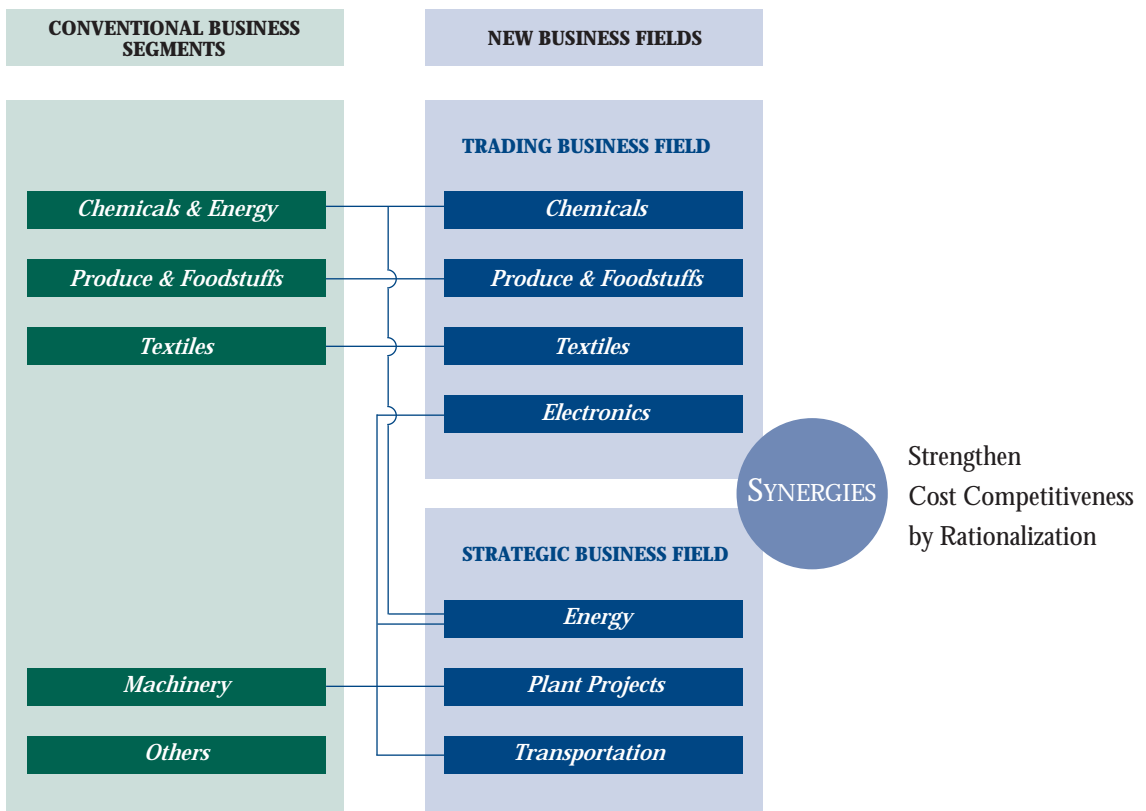 CONVENTIONAL BUSINESS
SEGMENTS
NEW BUSINESS FIELDS
Chemicals & Energy
Produce & Foodstuffs
Textiles
Machinery
Others
TRADING BUSINESS FIELD
Chemicals
Produce & Foodstuffs
Textiles
Electronics
STRATEGIC BUSINESS FIELD
Energy
Plant Projects
Transportation
SYNERGIES
Strengthen
Cost Competitiveness
by Rationalization